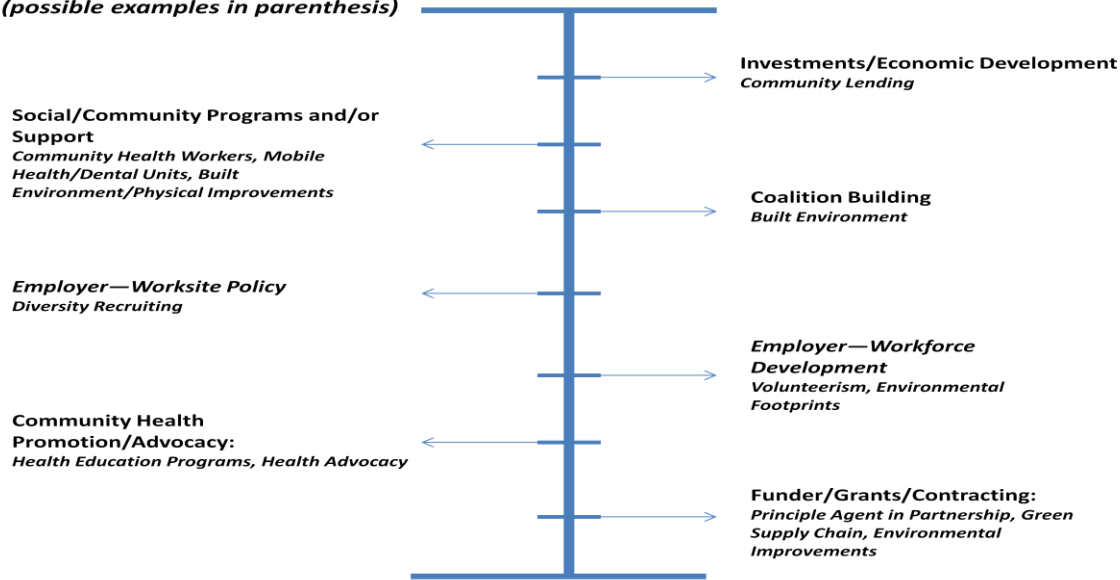 (possible examples in parenthesis)
Investments/Economic Development
Community Lending
Social/Community Programs and/or
Support
Community Health Workers, Mobile
Health/Dental Units, Built
Environment/Physical Improvements
Coalition Building
Built Environment
Employer—Worksite Policy
Diversity Recruiting
Employer—Workforce
Development
Volunteerism, Environmental
Footprints
Community Health
Promotion/Advocacy:
Health Education Programs, Health Advocacy
Funder/Grants/Contracting:
Principle Agent in Partnership, Green
Supply Chain, Environmental
Improvements